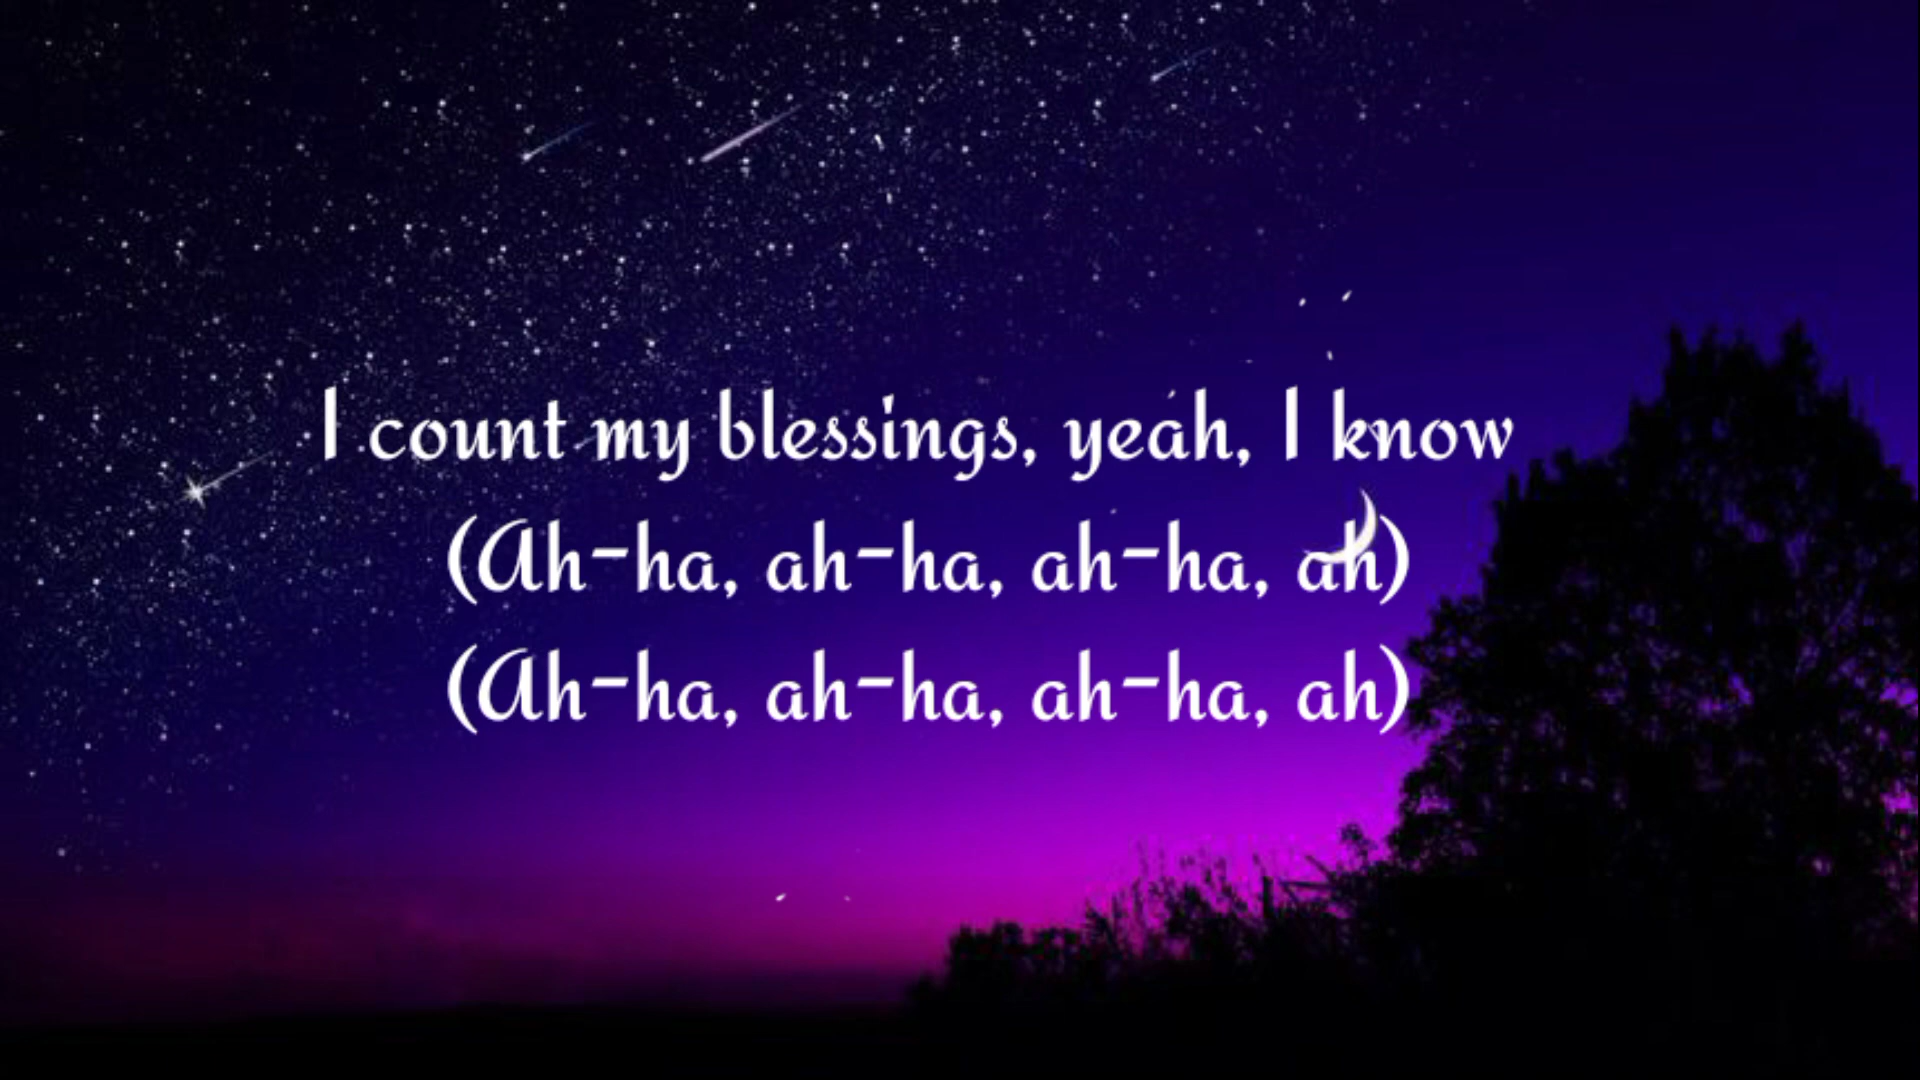 I count my blessings, yeah, I know
(Ah-ha, ah-ha, ah-ha, ah)
(Ah-ha, ah-ha, ah-ha, ah)